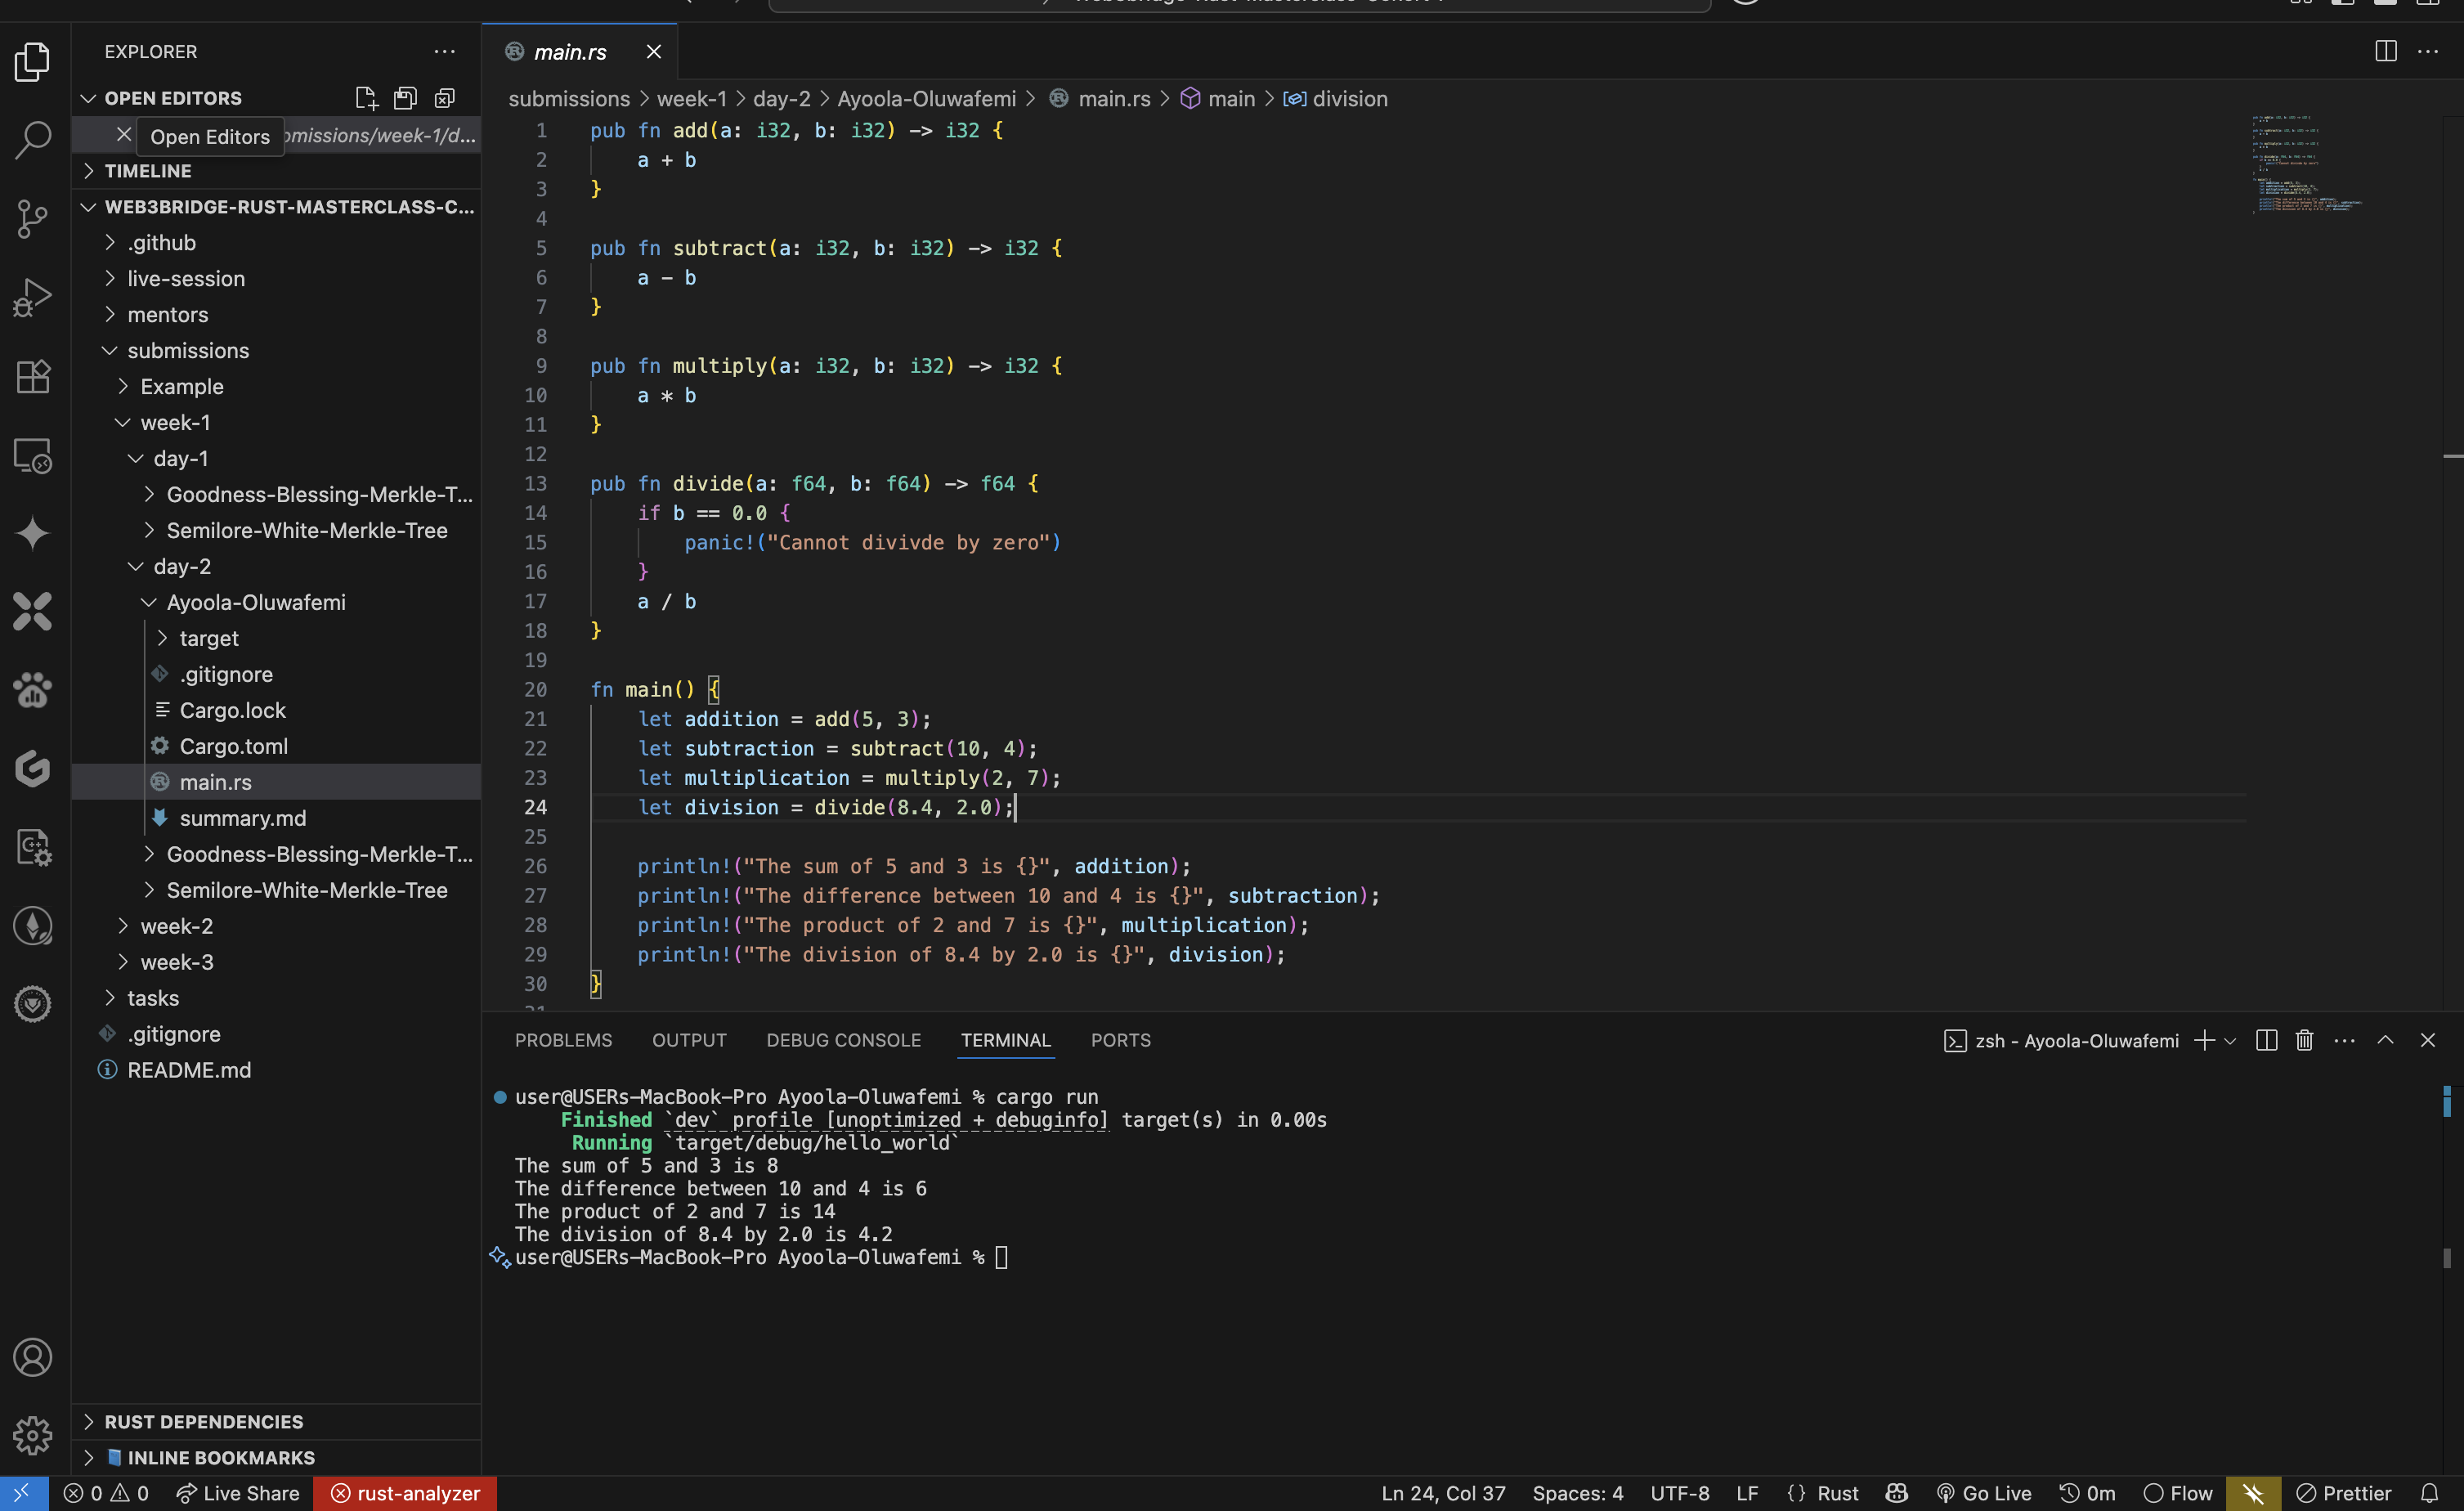 EXPLORER
OPEN EDITORS
Open Editors
omissions/week-1/d...
TIMELINE
WEB3BRIDGE-RUST-MASTERCLASS-C...
.github
live-session
mentors
submissions
Example
week-1
day-1
Goodness-Blessing-Merkle-T...
Semilore-White-Merkle-Tree
day-2
Ayoola-Oluwafemi
target
.gitignore
Cargo.lock
Cargo.toml
main.rs
summary.md
Goodness-Blessing-Merkle-T...
Semilore-White-Merkle-Tree
week-2
week-3
tasks
.gitignore
README.md
RUST DEPENDENCIES
INLINE BOOKMARKS
main.rs
submissions > week-1 > day-2 > Ayoola-Oluwafemi > main.rs > main > division
1 pub fn add(a: i32, b: i32) -> i32 {
2 a + b
3 }
4
5 pub fn subtract(a: i32, b: i32) -> i32 {
6 a - b
7 }
8
9 pub fn multiply(a: i32, b: i32) -> i32 {
10 a * b
11 }
12
13 pub fn divide(a: f64, b: f64) -> f64 {
14 if b == 0.0 {
15 panic!("Cannot divivde by zero")
16 }
17 a / b
18 }
19
20 fn main() {
21 let addition = add(5, 3);
22 let subtraction = subtract(10, 4);
23 let multiplication = multiply(2, 7);
24 let division = divide(8.4, 2.0);
25
26 println!("The sum of 5 and 3 is {}", addition);
27 println!("The difference between 10 and 4 is {}", subtraction);
28 println!("The product of 2 and 7 is {}", multiplication);
29 println!("The division of 8.4 by 2.0 is {}", division);
30 }
PROBLEMS OUTPUT DEBUG CONSOLE TERMINAL PORTS
zsh - Ayoola-Oluwafemi
user@USERs-MacBook-Pro Ayoola-Oluwafemi % cargo run
Finished `dev` profile [unoptimized + debuginfo] target(s) in 0.00s
Running `target/debug/hello_world`
The sum of 5 and 3 is 8
The difference between 10 and 4 is 6
The product of 2 and 7 is 14
The division of 8.4 by 2.0 is 4.2
user@USERs-MacBook-Pro Ayoola-Oluwafemi %
0 0 Live Share rust-analyzer Ln 24, Col 37 Spaces: 4 UTF-8 LF {} Rust Go Live 0m Flow Prettier